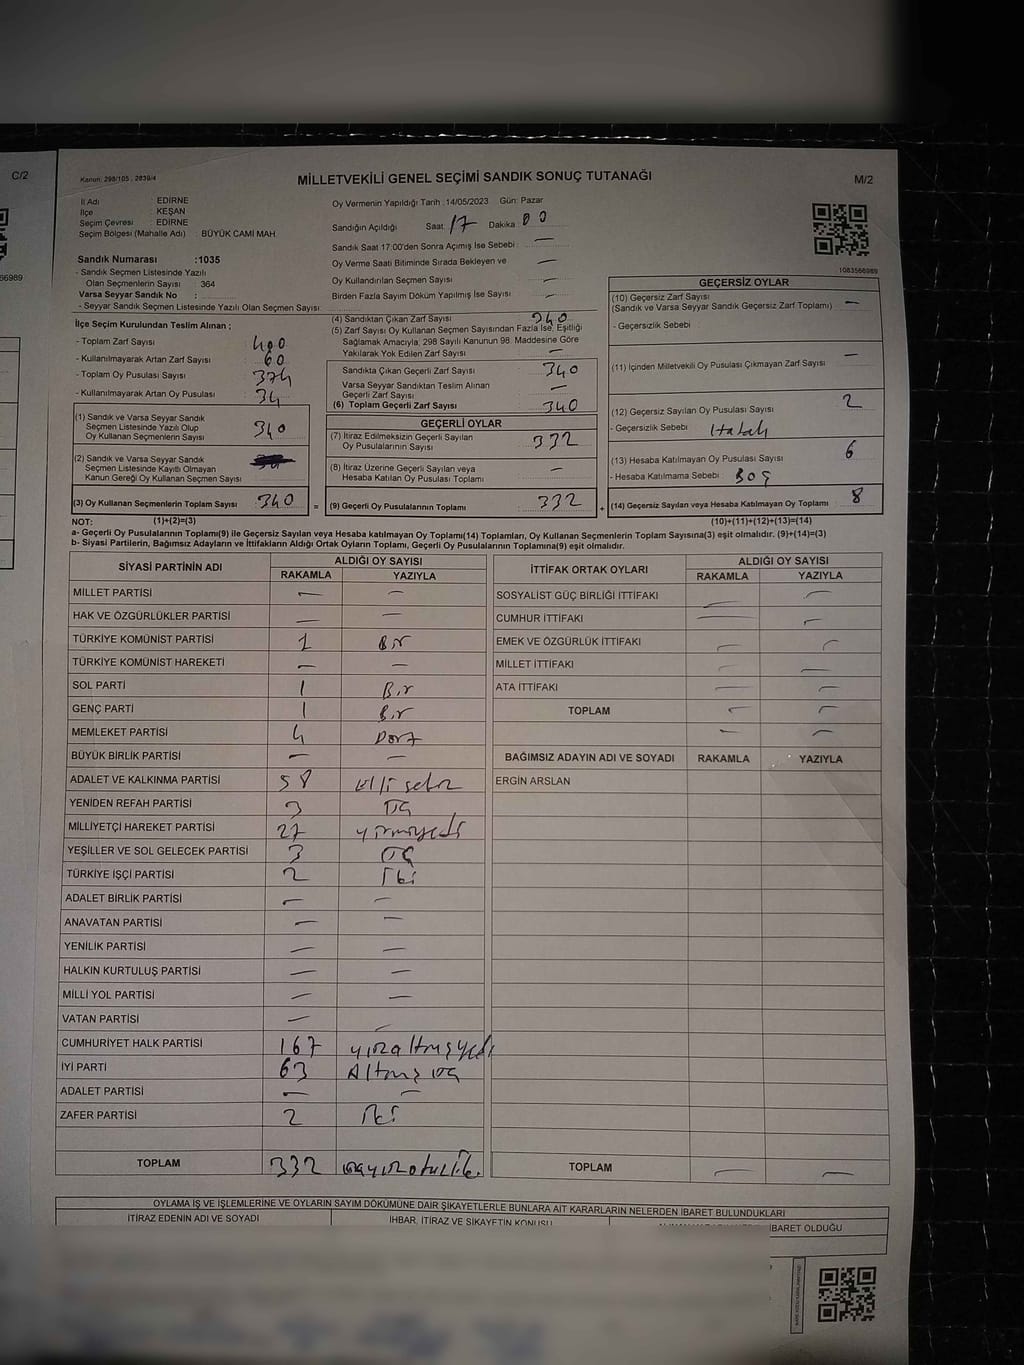 C/2
Kanun: 298/105 , 2839/4
MİLLETVEKİLİ GENEL SEÇİMİ SANDIK SONUÇ TUTANAĞI
M/2
İl Adı EDİRNE
İlçe KEŞAN
Seçim Çevresi EDİRNE
Seçim Bölgesi (Mahalle Adı) : BÜYÜK CAMİ MAH.
Sandık Numarası :1035
- Sandık Seçmen Listesinde Yazılı
Olan Seçmenlerin Sayısı : 364
Varsa Seyyar Sandık No :
- Seyyar Sandık Seçmen Listesinde Yazılı Olan Seçmen Sayısı :
Oy Vermenin Yapıldığı Tarih :14/05/2023 Gün: Pazar
Sandığın Açıldığı Saat: 17 Dakika 00
Sandık Saat 17:00'den Sonra Açımış İse Sebebi : —
Oy Verme Saati Bitiminde Sırada Bekleyen ve —
Oy Kullandırılan Seçmen Sayısı —
Birden Fazla Sayım Döküm Yapılmış İse Sayısı : —
1083566989
66989
İlçe Seçim Kurulundan Teslim Alınan ;
- Toplam Zarf Sayısı : 400
- Kullanılmayarak Artan Zarf Sayısı : 60
- Toplam Oy Pusulası Sayısı : 374
- Kullanılmayarak Artan Oy Pusulası : 34
(1) Sandık ve Varsa Seyyar Sandık
Seçmen Listesinde Yazılı Olup
Oy Kullanan Seçmenlerin Sayısı : 340
(2) Sandık ve Varsa Seyyar Sandık
Seçmen Listesinde Kayıtlı Olmayan
Kanun Gereği Oy Kullanan Seçmen Sayısı
(3) Oy Kullanan Seçmenlerin Toplam Sayısı : 340 =
(4) Sandıktan Çıkan Zarf Sayısı : 340
(5) Zarf Sayısı Oy Kullanan Seçmen Sayısından Fazla İse, Eşitliği
Sağlamak Amacıyla, 298 Sayılı Kanunun 98. Maddesine Göre
Yakılarak Yok Edilen Zarf Sayısı : —
Sandıkta Çıkan Geçerli Zarf Sayısı : 340
Varsa Seyyar Sandıktan Teslim Alınan
Geçerli Zarf Sayısı : —
(6) Toplam Geçerli Zarf Sayısı : 340
GEÇERLİ OYLAR
(7) İtiraz Edilmeksizin Geçerli Sayılan
Oy Pusulalarının Sayısı : 332
(8) İtiraz Üzerine Geçerli Sayılan veya
Hesaba Katılan Oy Pusulası Toplamı : —
(9) Geçerli Oy Pusulalarının Toplamı : 332 +
GEÇERSİZ OYLAR
(10) Geçersiz Zarf Sayısı : —
(Sandık ve Varsa Seyyar Sandık Geçersiz Zarf Toplamı)
- Geçersizlik Sebebi :
(11) İçinden Milletvekili Oy Pusulası Çıkmayan Zarf Sayısı : —
(12) Geçersiz Sayılan Oy Pusulası Sayısı : 2
- Geçersizlik Sebebi : Hatalı
(13) Hesaba Katılmayan Oy Pusulası Sayısı : 6
- Hesaba Katılmama Sebebi : Boş
(14) Geçersiz Sayılan veya Hesaba Katılmayan Oy Toplamı : 8
NOT: (1)+(2)=(3) (10)+(11)+(12)+(13)=(14)
a- Geçerli Oy Pusulalarının Toplamı(9) ile Geçersiz Sayılan veya Hesaba katılmayan Oy Toplamı(14) Toplamları, Oy Kullanan Seçmenlerin Toplam Sayısına(3) eşit olmalıdır. (9)+(14)=(3)
b- Siyasi Partilerin, Bağımsız Adayların ve İttifakların Aldığı Ortak Oyların Toplamı, Geçerli Oy Pusulalarının Toplamına(9) eşit olmalıdır.
SİYASİ PARTİNİN ADI ALDIĞI OY SAYISI
RAKAMLA YAZIYLA
MİLLET PARTİSİ — —
HAK VE ÖZGÜRLÜKLER PARTİSİ — —
TÜRKİYE KOMÜNİST PARTİSİ 1 Bir
TÜRKİYE KOMÜNİST HAREKETİ — —
SOL PARTİ 1 Bir
GENÇ PARTİ 1 Bir
MEMLEKET PARTİSİ 4 Dört
BÜYÜK BİRLİK PARTİSİ — —
ADALET VE KALKINMA PARTİSİ 58 elli sekiz
YENİDEN REFAH PARTİSİ 3 Üç
MİLLİYETÇİ HAREKET PARTİSİ 27 yirmiyedi
YEŞİLLER VE SOL GELECEK PARTİSİ 3 Üç
TÜRKİYE İŞÇİ PARTİSİ 2 İki
ADALET BİRLİK PARTİSİ — —
ANAVATAN PARTİSİ — —
YENİLİK PARTİSİ — —
HALKIN KURTULUŞ PARTİSİ — —
MİLLİ YOL PARTİSİ — —
VATAN PARTİSİ — —
CUMHURİYET HALK PARTİSİ 167 yüzaltmışyedi
İYİ PARTİ 63 Altmış üç
ADALET PARTİSİ — —
ZAFER PARTİSİ 2 İki
TOPLAM 332 üçyüzotuziki
İTTİFAK ORTAK OYLARI ALDIĞI OY SAYISI
RAKAMLA YAZIYLA
SOSYALİST GÜÇ BİRLİĞİ İTTİFAKI — —
CUMHUR İTTİFAKI — —
EMEK VE ÖZGÜRLÜK İTTİFAKI — —
MİLLET İTTİFAKI — —
ATA İTTİFAKI — —
TOPLAM — —
— —
BAĞIMSIZ ADAYIN ADI VE SOYADI RAKAMLA YAZIYLA
ERGİN ARSLAN
TOPLAM — —
OYLAMA İŞ VE İŞLEMLERİNE VE OYLARIN SAYIM DÖKÜMÜNE DAİR ŞİKAYETLERLE BUNLARA AİT KARARLARIN NELERDEN İBARET BULUNDUKLARI
İTİRAZ EDENİN ADI VE SOYADI İHBAR, İTİRAZ VE ŞİKAYETİN KONUSU İBARET OLDUĞU